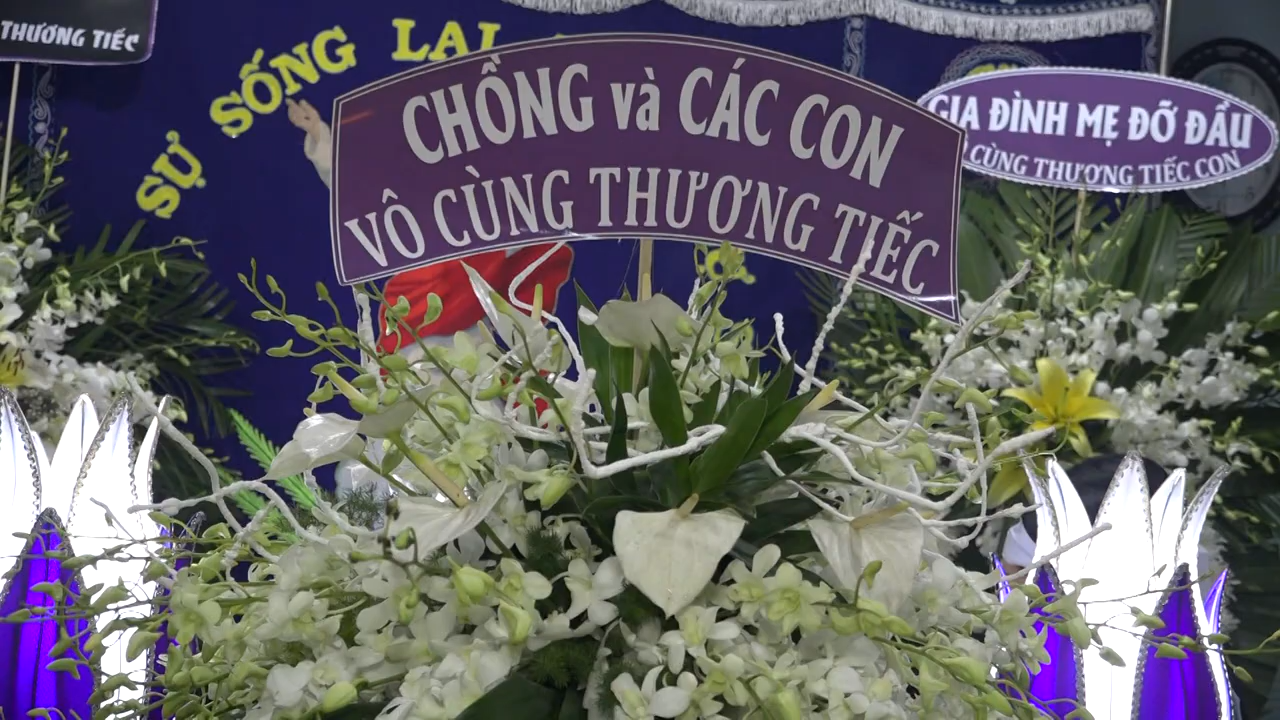 THƯƠNG TIẾC
SỰ SỐNG LẠI
CHỒNG và CÁC CON
VÔ CÙNG THƯƠNG TIẾC
GIA ĐÌNH MẸ ĐỠ ĐẦU
CÙNG THƯƠNG TIẾC CON